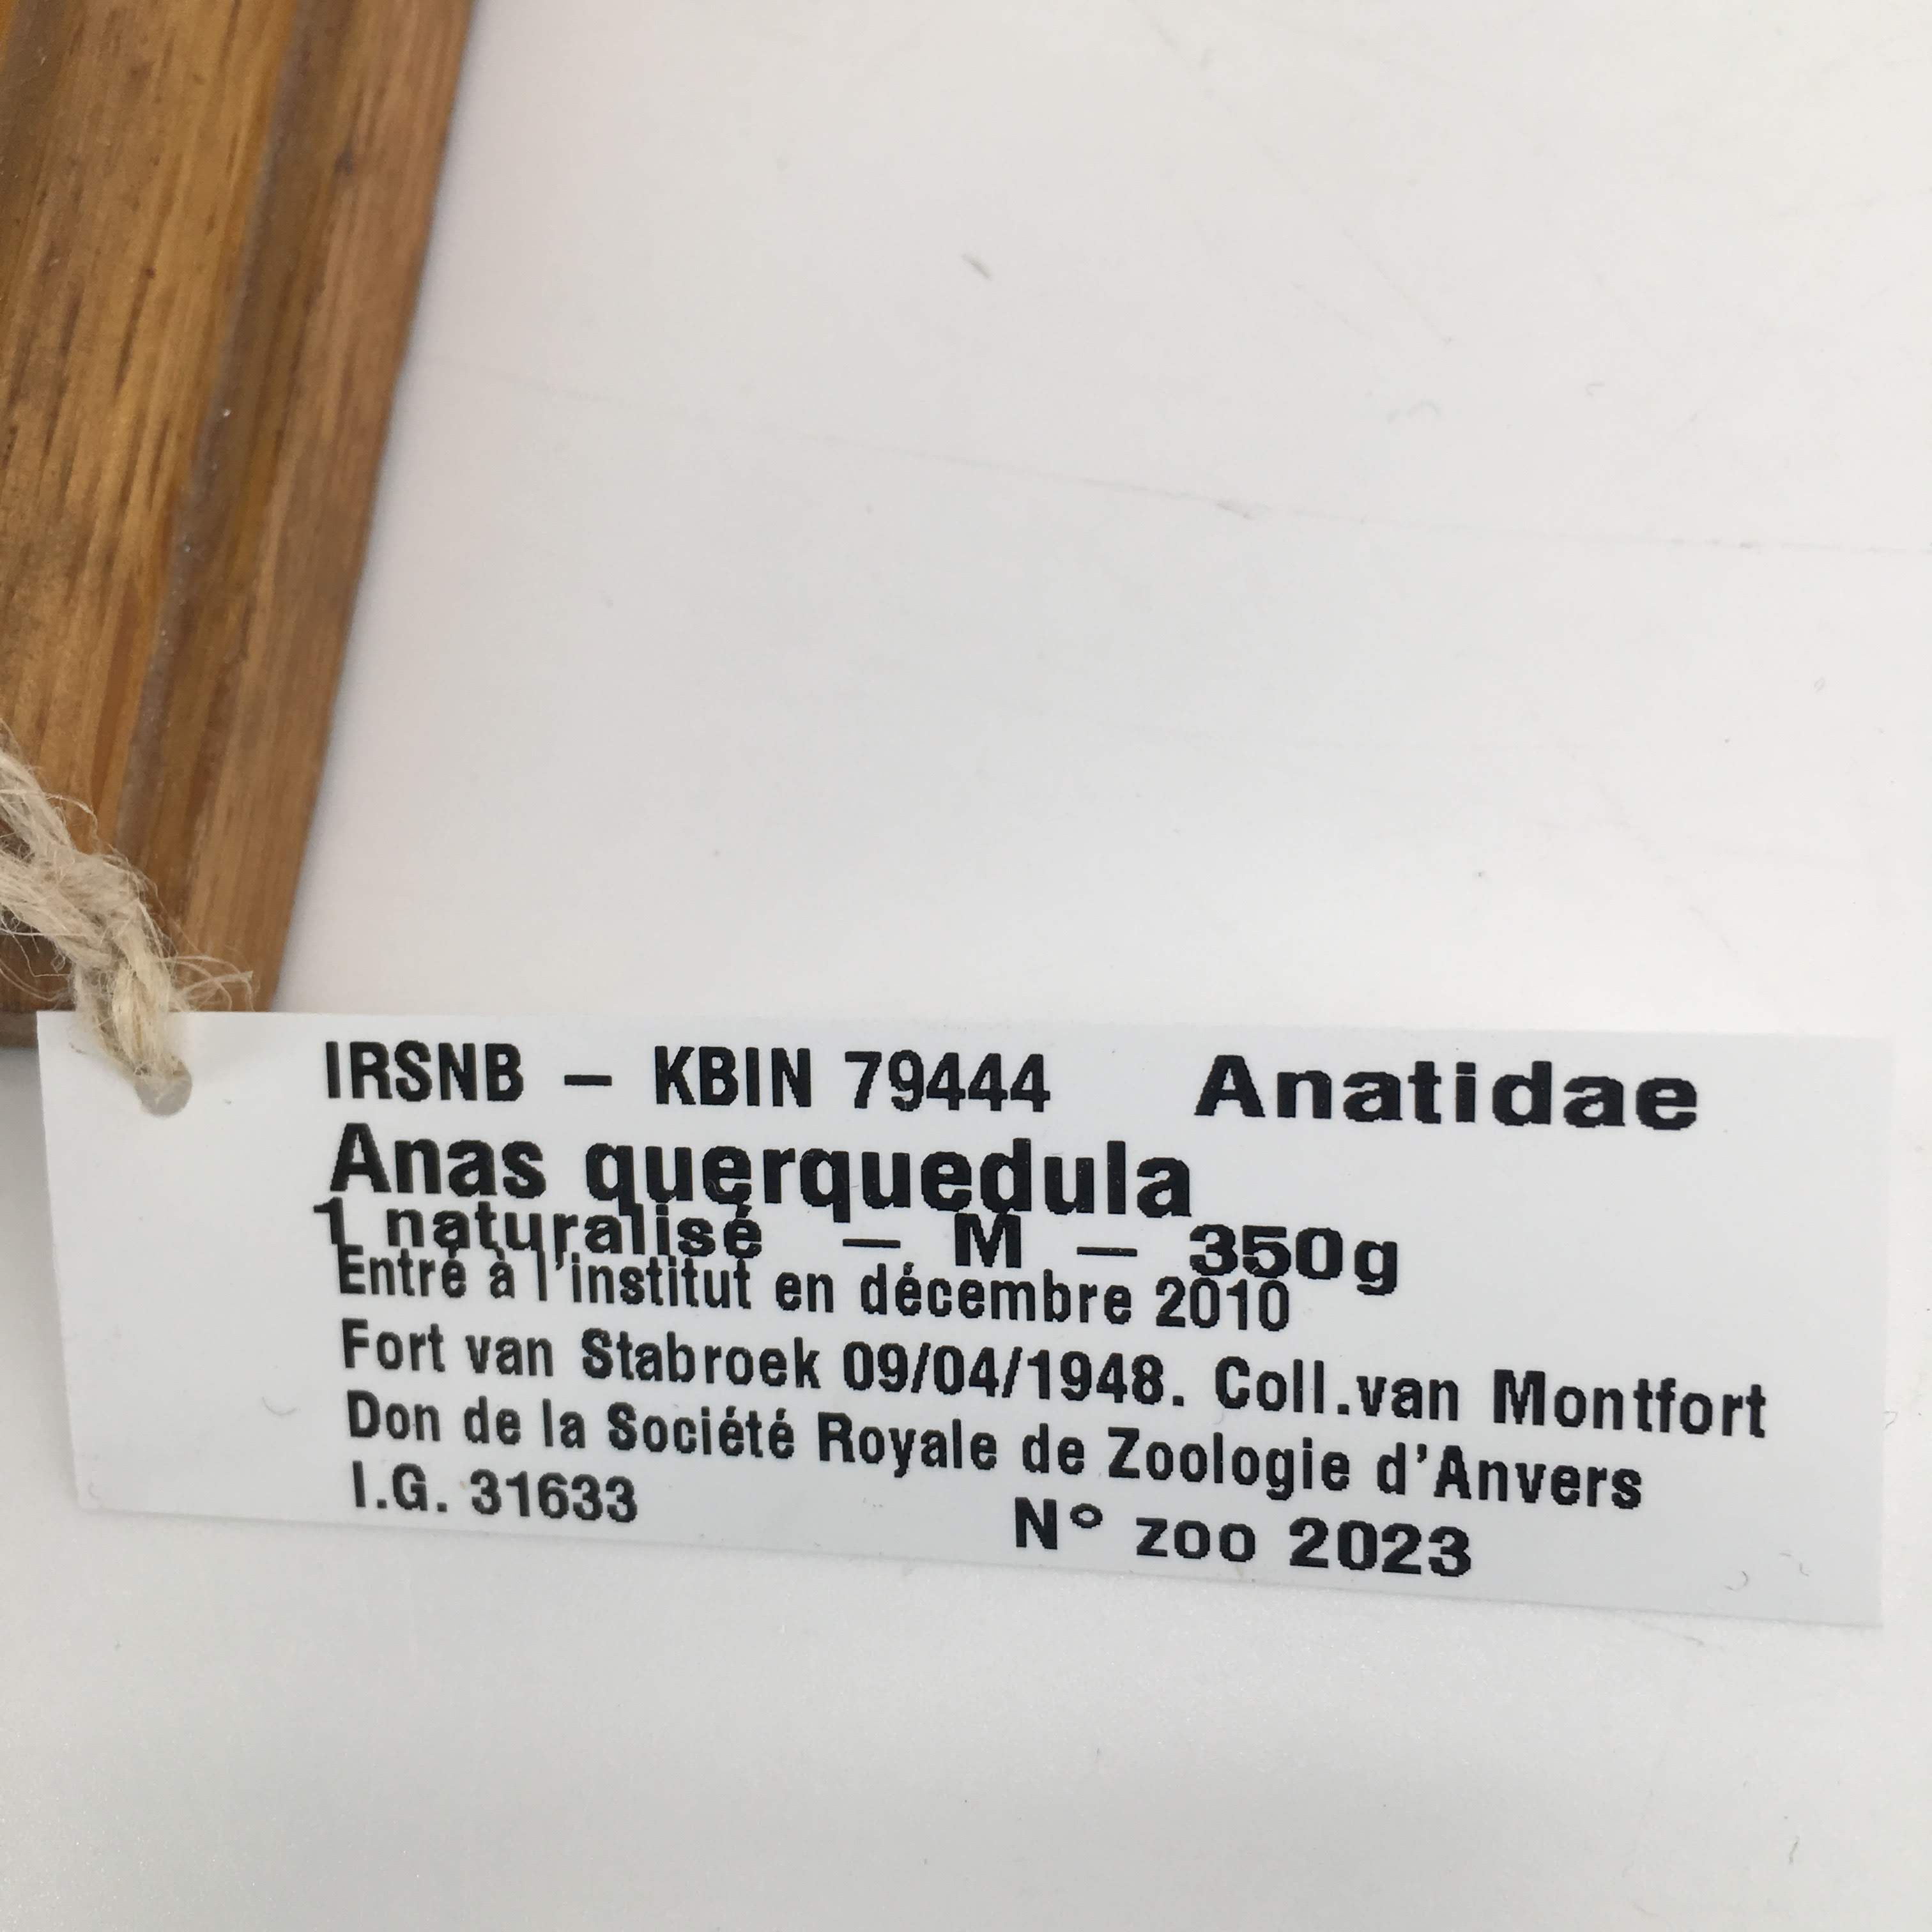 IRSNB – KBIN 79444 Anatidae
Anas querquedula
1 naturalisé – M – 350g
Entré à l'institut en décembre 2010
Fort van Stabroek 09/04/1948. Coll.van Montfort
Don de la Société Royale de Zoologie d'Anvers
I.G. 31633 N° zoo 2023